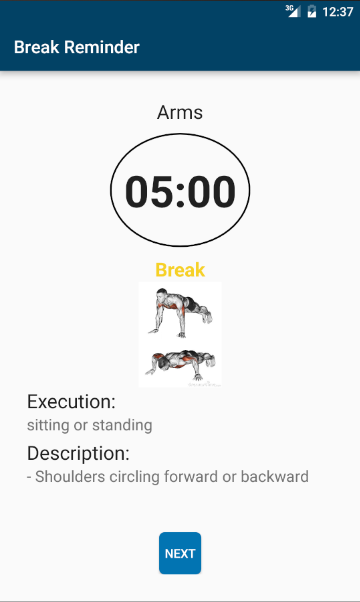 3G 12:37
Break Reminder
Arms
05:00
Break
Execution:
sitting or standing
Description:
- Shoulders circling forward or backward
NEXT